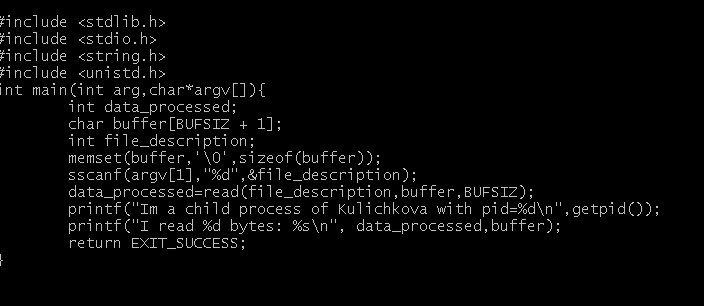 #include <stdlib.h>
#include <stdio.h>
#include <string.h>
#include <unistd.h>
int main(int arg,char*argv[]){
        int data_processed;
        char buffer[BUFSIZ + 1];
        int file_description;
        memset(buffer,'\0',sizeof(buffer));
        sscanf(argv[1],"%d",&file_description);
        data_processed=read(file_description,buffer,BUFSIZ);
        printf("Im a child process of Kulichkova with pid=%d\n",getpid());
        printf("I read %d bytes: %s\n", data_processed,buffer);
        return EXIT_SUCCESS;
}